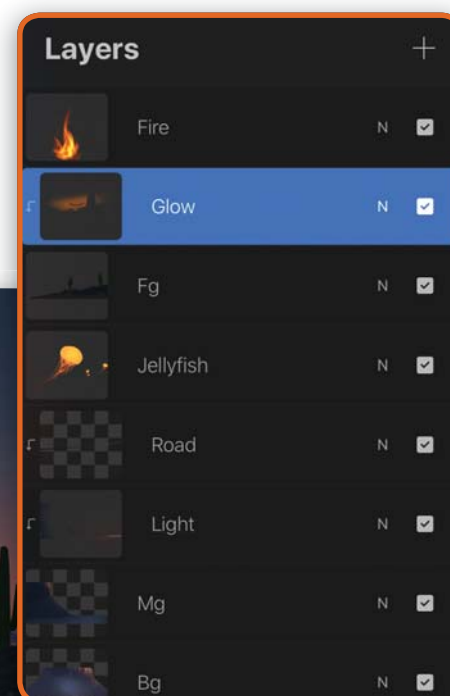 Layers
Fire N
Glow N
Fg N
Jellyfish N
Road N
Light N
Mg N
Bg N